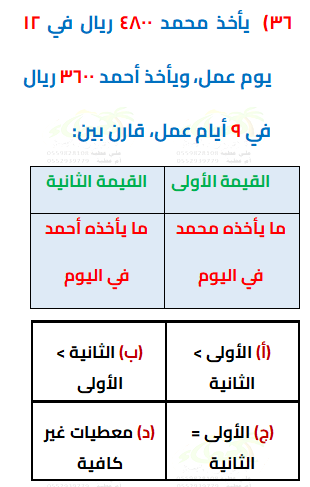 ٣٦) يأخذ محمد ٤٨٠٠ ريال في ١٢
يوم عمل، ويأخذ أحمد ٣٦٠٠ ريال
في ٩ أيام عمل، قارن بين:
القيمة الأولى
القيمة الثانية
ما يأخذه محمد
في اليوم
ما يأخذه أحمد
في اليوم
(أ) الأولى >
الثانية
(ب) الثانية >
الأولى
(ج) الأولى =
الثانية
(د) معطيات غير
كافية